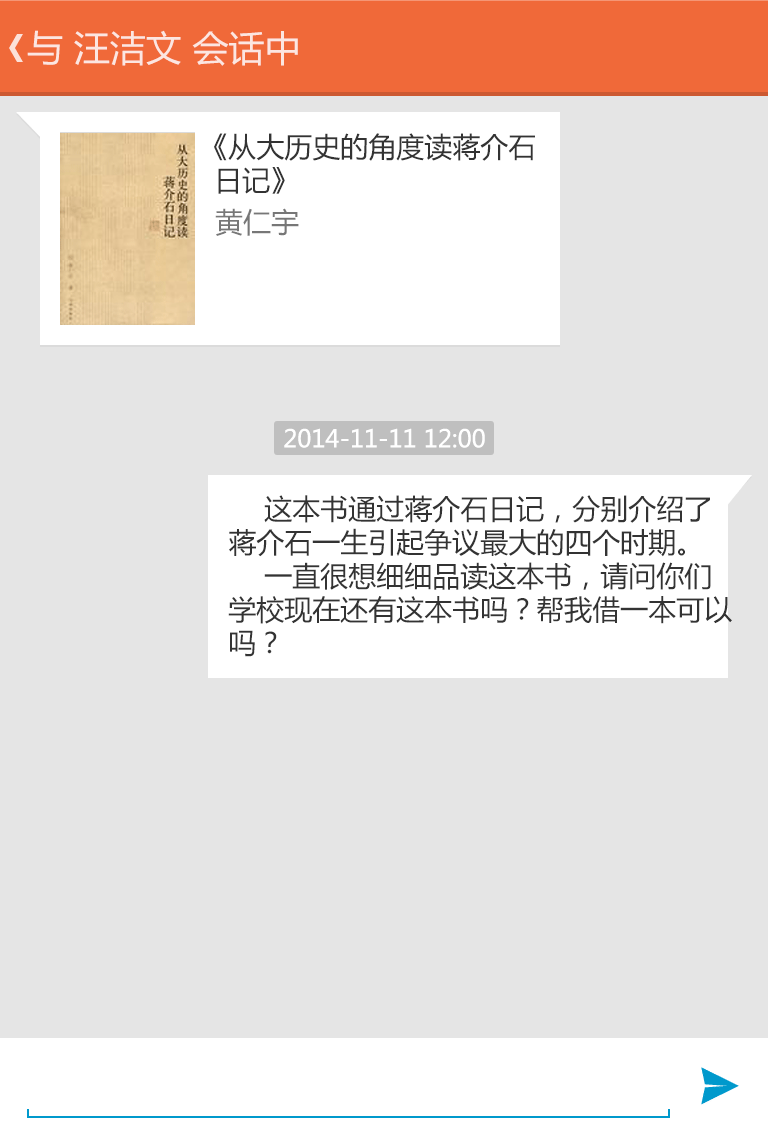 与 汪洁文 会话中
《从大历史的角度读蒋介石
日记》
黄仁宇
从大历史的角度读
蒋介石日记
2014-11-11 12:00
这本书通过蒋介石日记，分别介绍了
蒋介石一生引起争议最大的四个时期。
一直很想细细品读这本书，请问你们
学校现在还有这本书吗？帮我借一本可以
吗？